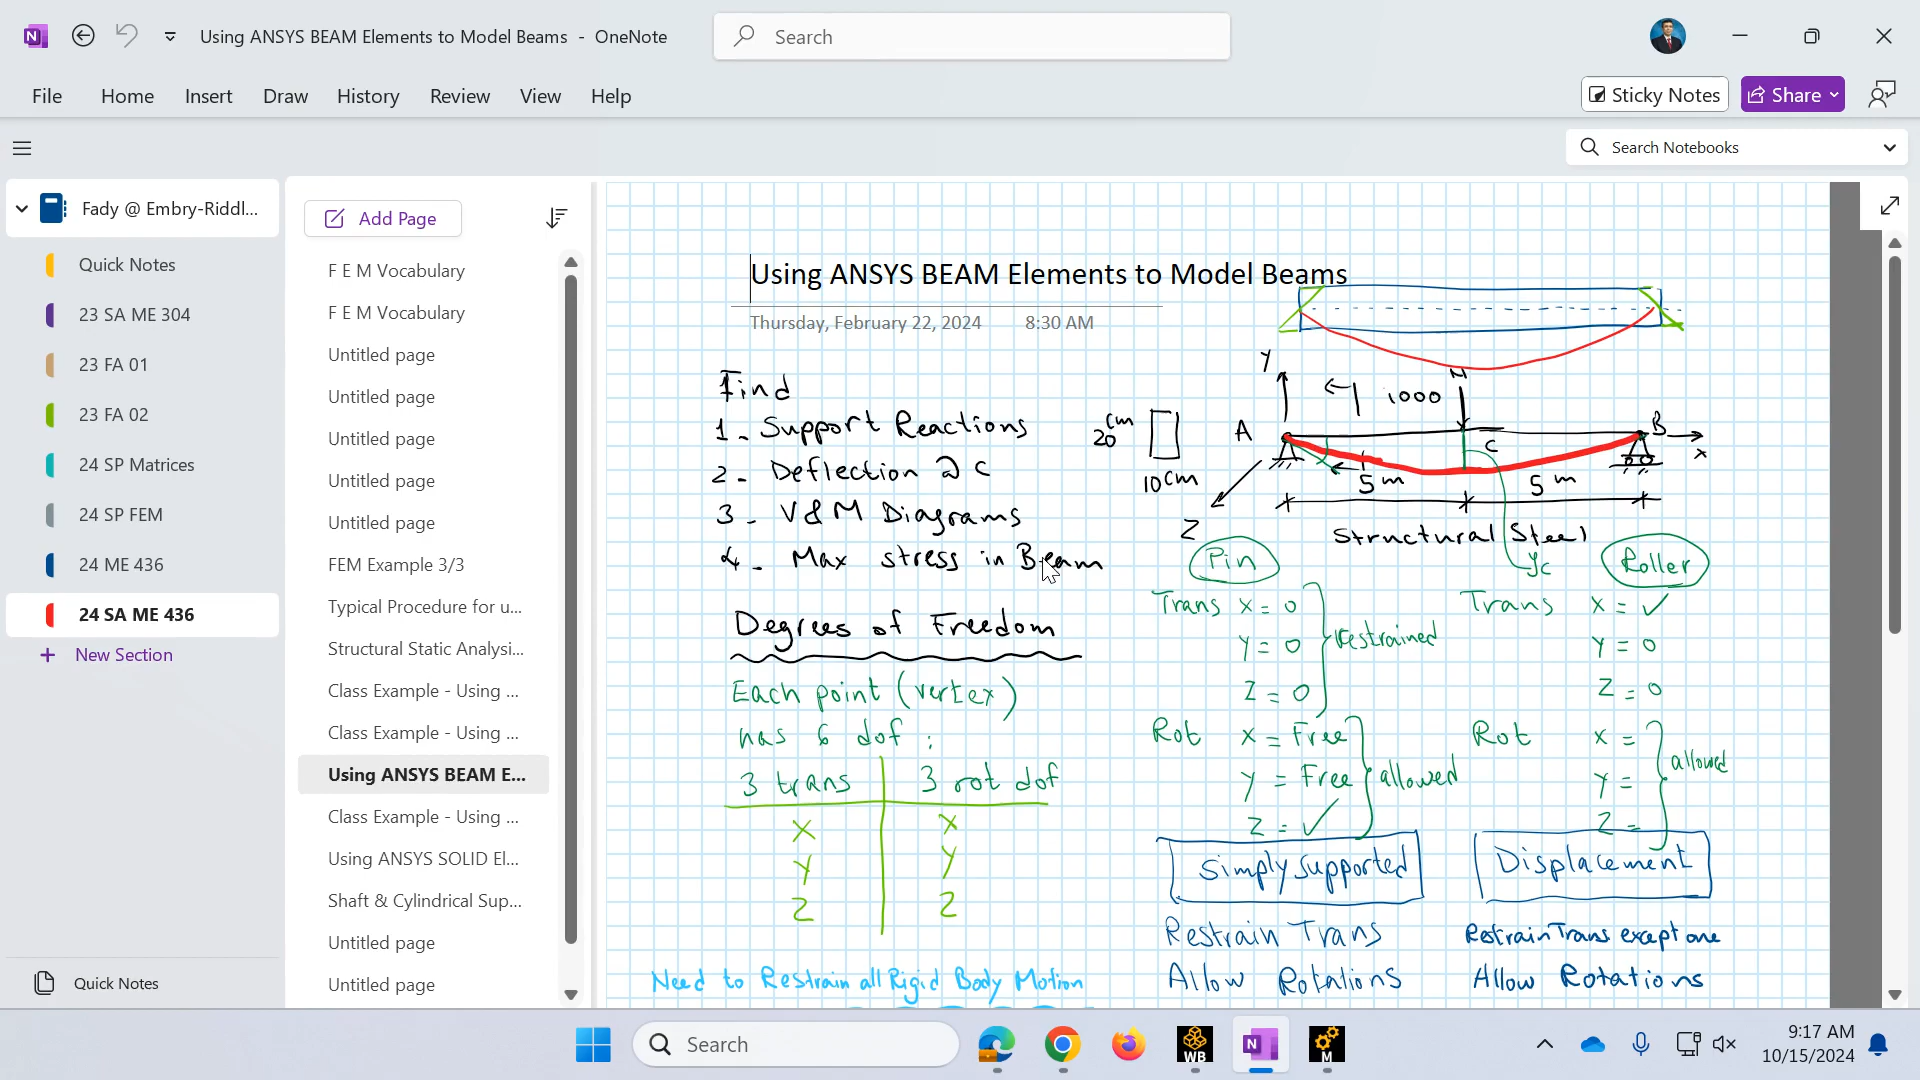 Using ANSYS BEAM Elements to Model Beams - OneNote
Search
File Home Insert Draw History Review View Help
Sticky Notes
Share
Search Notebooks
Fady @ Embry-Riddl...
Quick Notes
23 SA ME 304
23 FA 01
23 FA 02
24 SP Matrices
24 SP FEM
24 ME 436
24 SA ME 436
New Section
Quick Notes
Add Page
F E M Vocabulary
F E M Vocabulary
Untitled page
Untitled page
Untitled page
Untitled page
Untitled page
FEM Example 3/3
Typical Procedure for u...
Structural Static Analysi...
Class Example - Using ...
Class Example - Using ...
Using ANSYS BEAM E...
Class Example - Using ...
Using ANSYS SOLID El...
Shaft & Cylindrical Sup...
Untitled page
Untitled page
Using ANSYS BEAM Elements to Model Beams
Thursday, February 22, 2024 8:30 AM
Find
1 - Support Reactions
2 - Deflection @ C
3 - V&M Diagrams
4 - Max stress in Beam
20 cm
10 cm
Y
1000 N
A
C
B
x
Z
5 m
5 m
Structural Steel
yc
Degrees of Freedom
Each point (vertex)
has 6 dof :
3 trans 3 rot dof
X X
Y Y
Z Z
Need to Restrain all Rigid Body Motion
Pin
Trans X = 0
Y = 0
Z = 0
Restrained
Rot X = Free
Y = Free
Z = ✓
allowed
Simply Supported
Restrain Trans
Allow Rotations
Roller
Trans X = ✓
Y = 0
Z = 0
Rot X =
Y =
Z =
allowed
Displacement
Restrain Trans except one
Allow Rotations
Search
WB
M
9:17 AM
10/15/2024